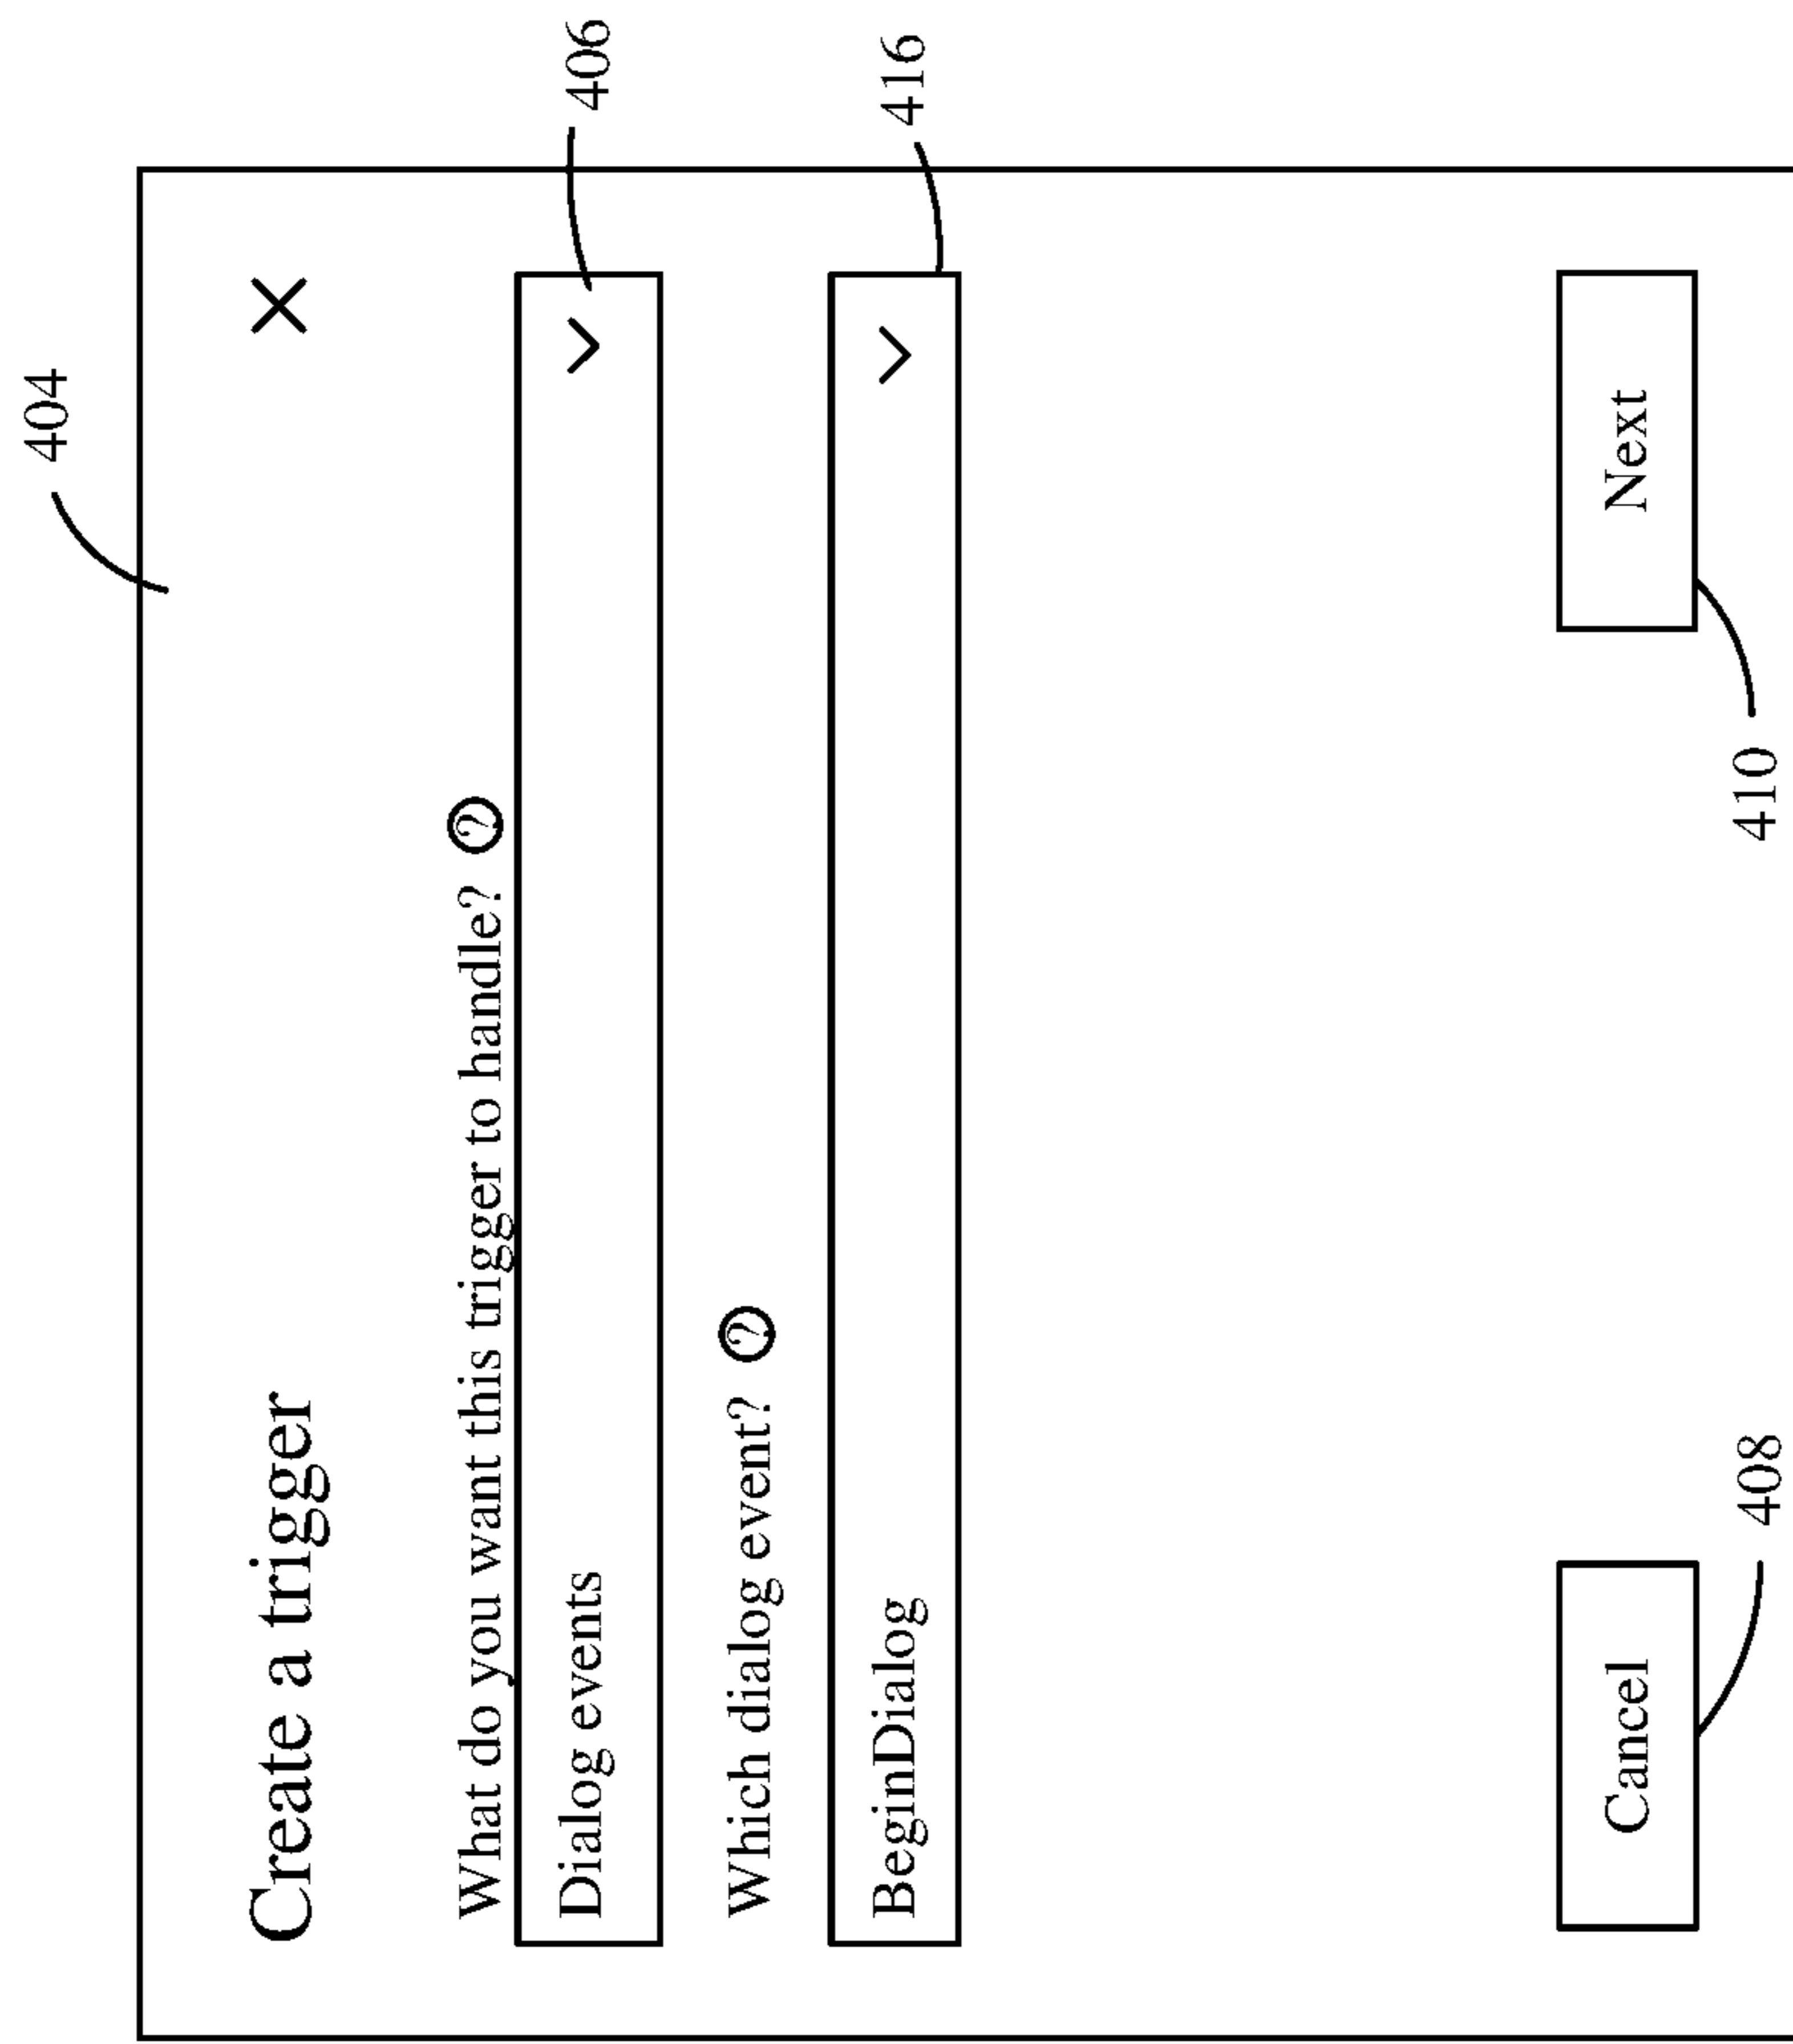 404
Create a trigger
What do you want this trigger to handle? ?
Dialog events
406
Which dialog event? ?
BeginDialog
416
Cancel
Next
408
410